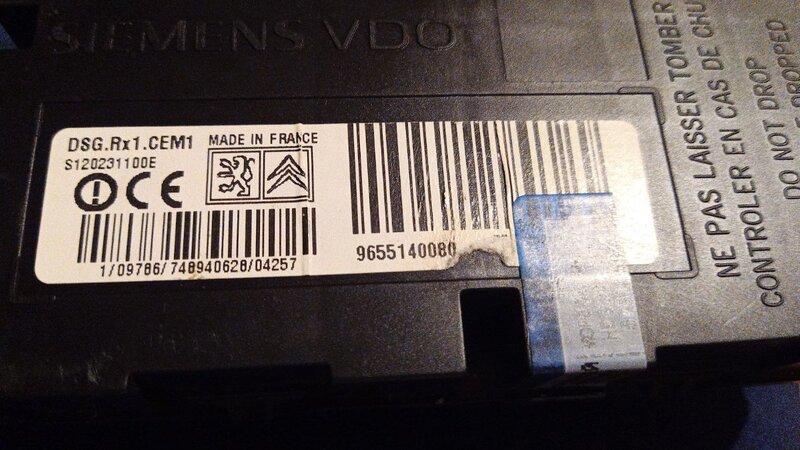 SIEMENS VDO
DSG.Rx1.CEM1 MADE IN FRANCE
S120231100E
CE
1/09786/748940628/04257
9655140080
NE PAS LAISSER TOMBER
CONTROLER EN CAS DE CHU
DO NOT DROP
DROPPED